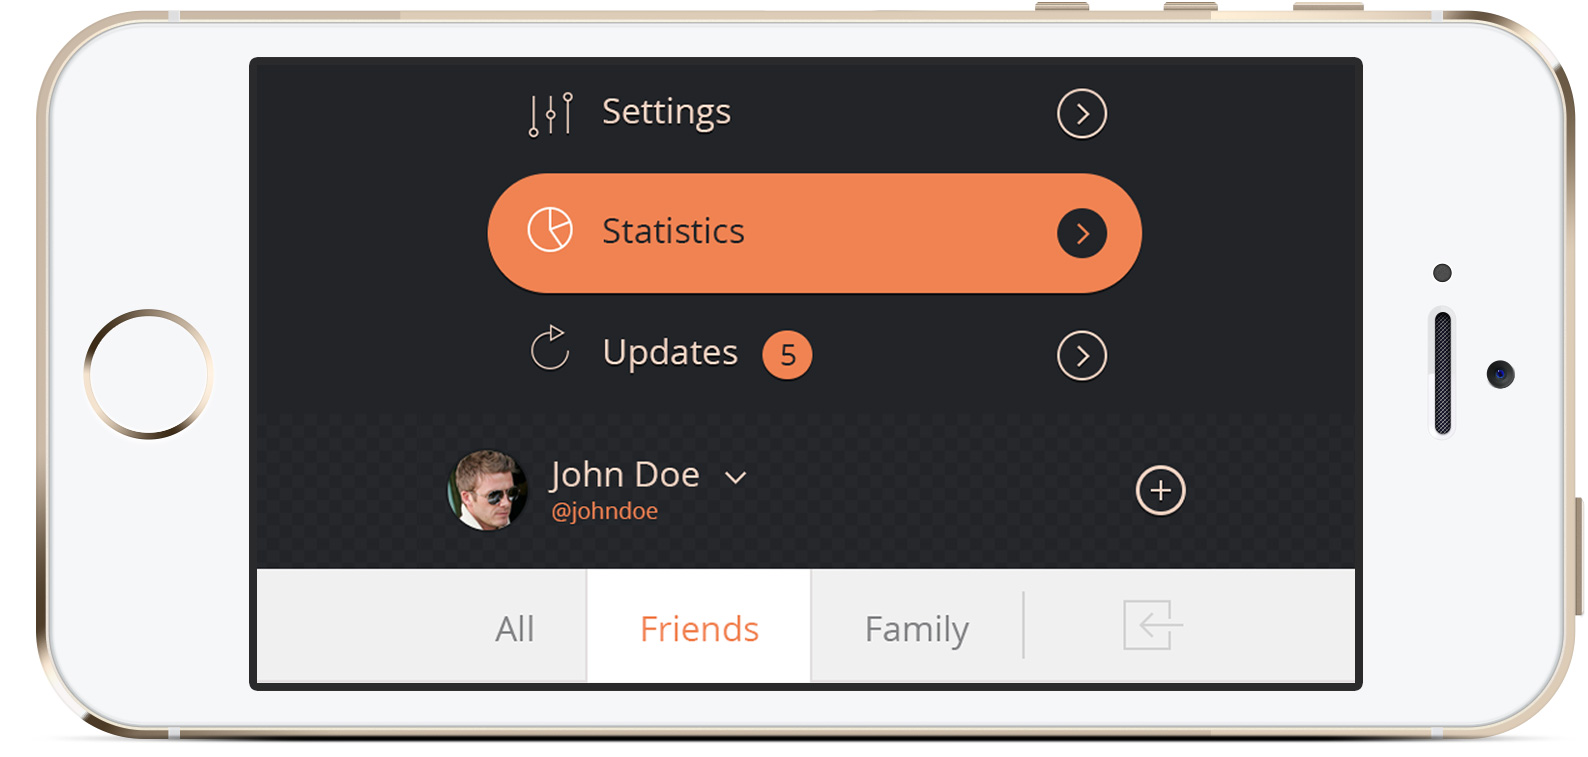 Settings
Statistics
Updates 5
John Doe
@johndoe
All Friends Family